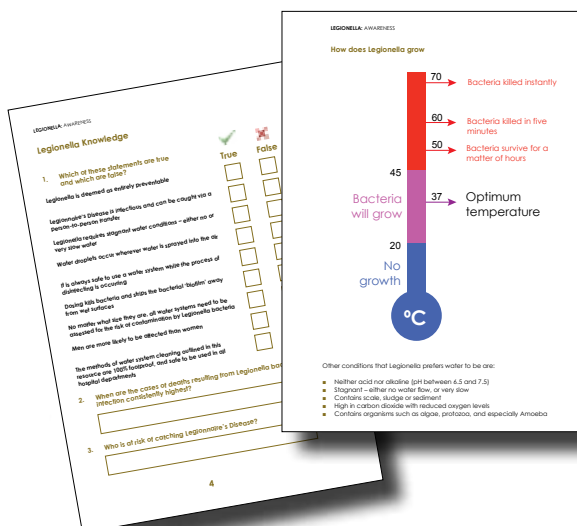 LEGIONELLA: AWARENESS
Legionella Knowledge
True
False
1. Which of these statements are true
and which are false?
Legionella is deemed as entirely preventable
Legionnaire's Disease is infectious and can be caught via a
person-to-person transfer
Legionella requires stagnant water conditions – either no or
very slow water
Water droplets occur wherever water is sprayed into the air
It is always safe to use a water system while the process of
disinfecting is occurring
Dosing kills bacteria and strips the bacterial 'biofilm' away
from wet surfaces
No matter what size they are, all water systems need to be
assessed for the risk of contamination by Legionella bacteria
Men are more likely to be affected than women
The methods of water system cleaning outlined in this
resource are 100% foolproof, and safe to be used in all
hospital departments
2. When are the cases of deaths resulting from Legionella
infection consistently highest?
3. Who is at risk of catching Legionnaire's Disease?
4
LEGIONELLA: AWARENESS
How does Legionella grow
70
Bacteria killed instantly
60
Bacteria killed in five
minutes
50
Bacteria survive for a
matter of hours
45
Bacteria
will grow
37
Optimum
temperature
20
No
growth
°C
Other conditions that Legionella prefers water to be:
Neither acid nor alkaline (pH between 6.5 and 7.5)
Stagnant – either no water flow, or very slow
Contains scale, sludge or sediment
High in carbon dioxide with reduced oxygen levels
Contains organisms such as algae, protozoa, and especially Amoeba